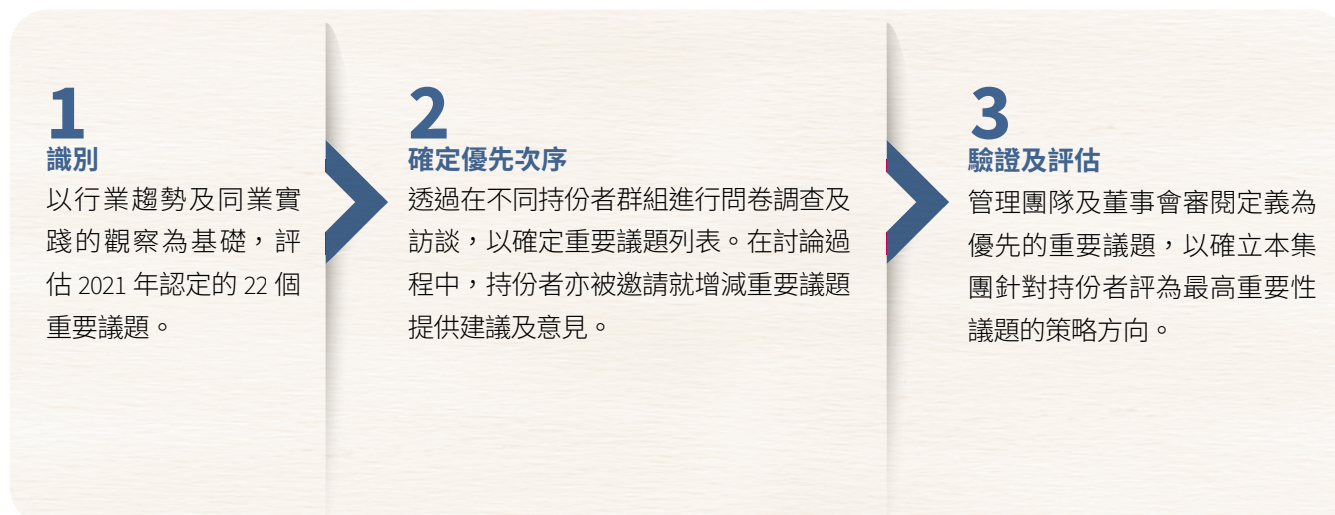 1
識別
以行業趨勢及同業實
踐的觀察為基礎，評
估 2021 年認定的 22 個
重要議題。
2
確定優先次序
透過在不同持份者群組進行問卷調查及
訪談，以確定重要議題列表。在討論過
程中，持份者亦被邀請就增減重要議題
提供建議及意見。
3
驗證及評估
管理團隊及董事會審閱定義為
優先的重要議題，以確立本集
團針對持份者評為最高重要性
議題的策略方向。